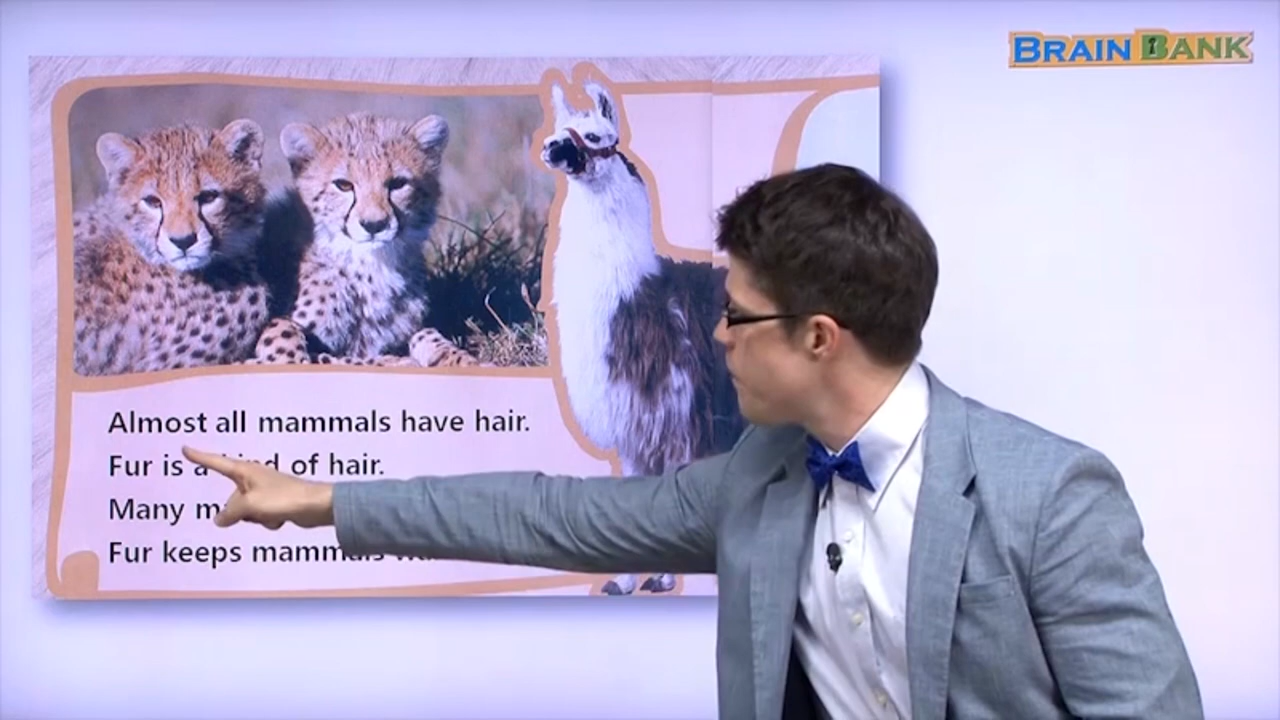 BRAIN BANK
Almost all mammals have hair.
Fur is a kind of hair.
Many
Fur keeps mammals